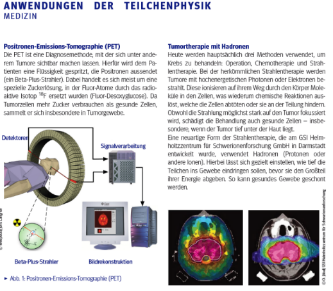 ANWENDUNGEN DER TEILCHENPHYSIK
MEDIZIN
Positronen-Emissions-Tomographie (PET)
Die PET ist eine Diagnosemethode, mit der sich unter ande-
rem Tumore sichtbar machen lassen. Hierfür wird dem Pa-
tienten eine Flüssigkeit gespritzt, die Positronen aussendet
(ein Beta-Plus-Strahler). Dabei handelt es sich meist um eine
spezielle Zuckerlösung, in der Fluor-Atome durch das radio-
aktive Isotop ¹⁸F ersetzt wurden (Fluor-Desoxyglucose). Da
Tumorzellen mehr Zucker verbrauchen als gesunde Zellen,
sammelt er sich insbesondere in Tumorgewebe.
Detektoren
Signalverarbeitung
Beta-Plus-Strahler
Bildrekonstruktion
► Abb. 1: Positronen-Emissions-Tomographie (PET)
Tumortherapie mit Hadronen
Heute werden hauptsächlich drei Methoden verwendet, um
Krebs zu behandeln: Operation, Chemotherapie und Strah-
lentherapie. Bei der herkömmlichen Strahlentherapie werden
Tumore mit hochenergetischen Photonen oder Elektronen be-
strahlt. Diese ionisieren auf ihrem Weg durch den Körper Mole-
küle in den Zellen, was wiederum chemische Reaktionen aus-
löst, welche die Zellen abtöten oder sie an der Teilung hindern.
Obwohl die Strahlung möglichst stark auf den Tumor fokussiert
wird, schädigt die Behandlung auch gesunde Zellen – insbe-
sondere, wenn der Tumor tief unter der Haut liegt.
Eine neuartige Form der Strahlentherapie, die am GSI Helm-
holtzzentrum für Schwerionenforschung GmbH in Darmstadt
entwickelt wurde, verwendet Hadronen (Protonen oder
andere Ionen). Hierbei lässt sich gezielt einstellen, wie tief die
Teilchen ins Gewebe eindringen sollen, bevor sie den Großteil
ihrer Energie abgeben. So kann gesundes Gewebe geschont
werden.